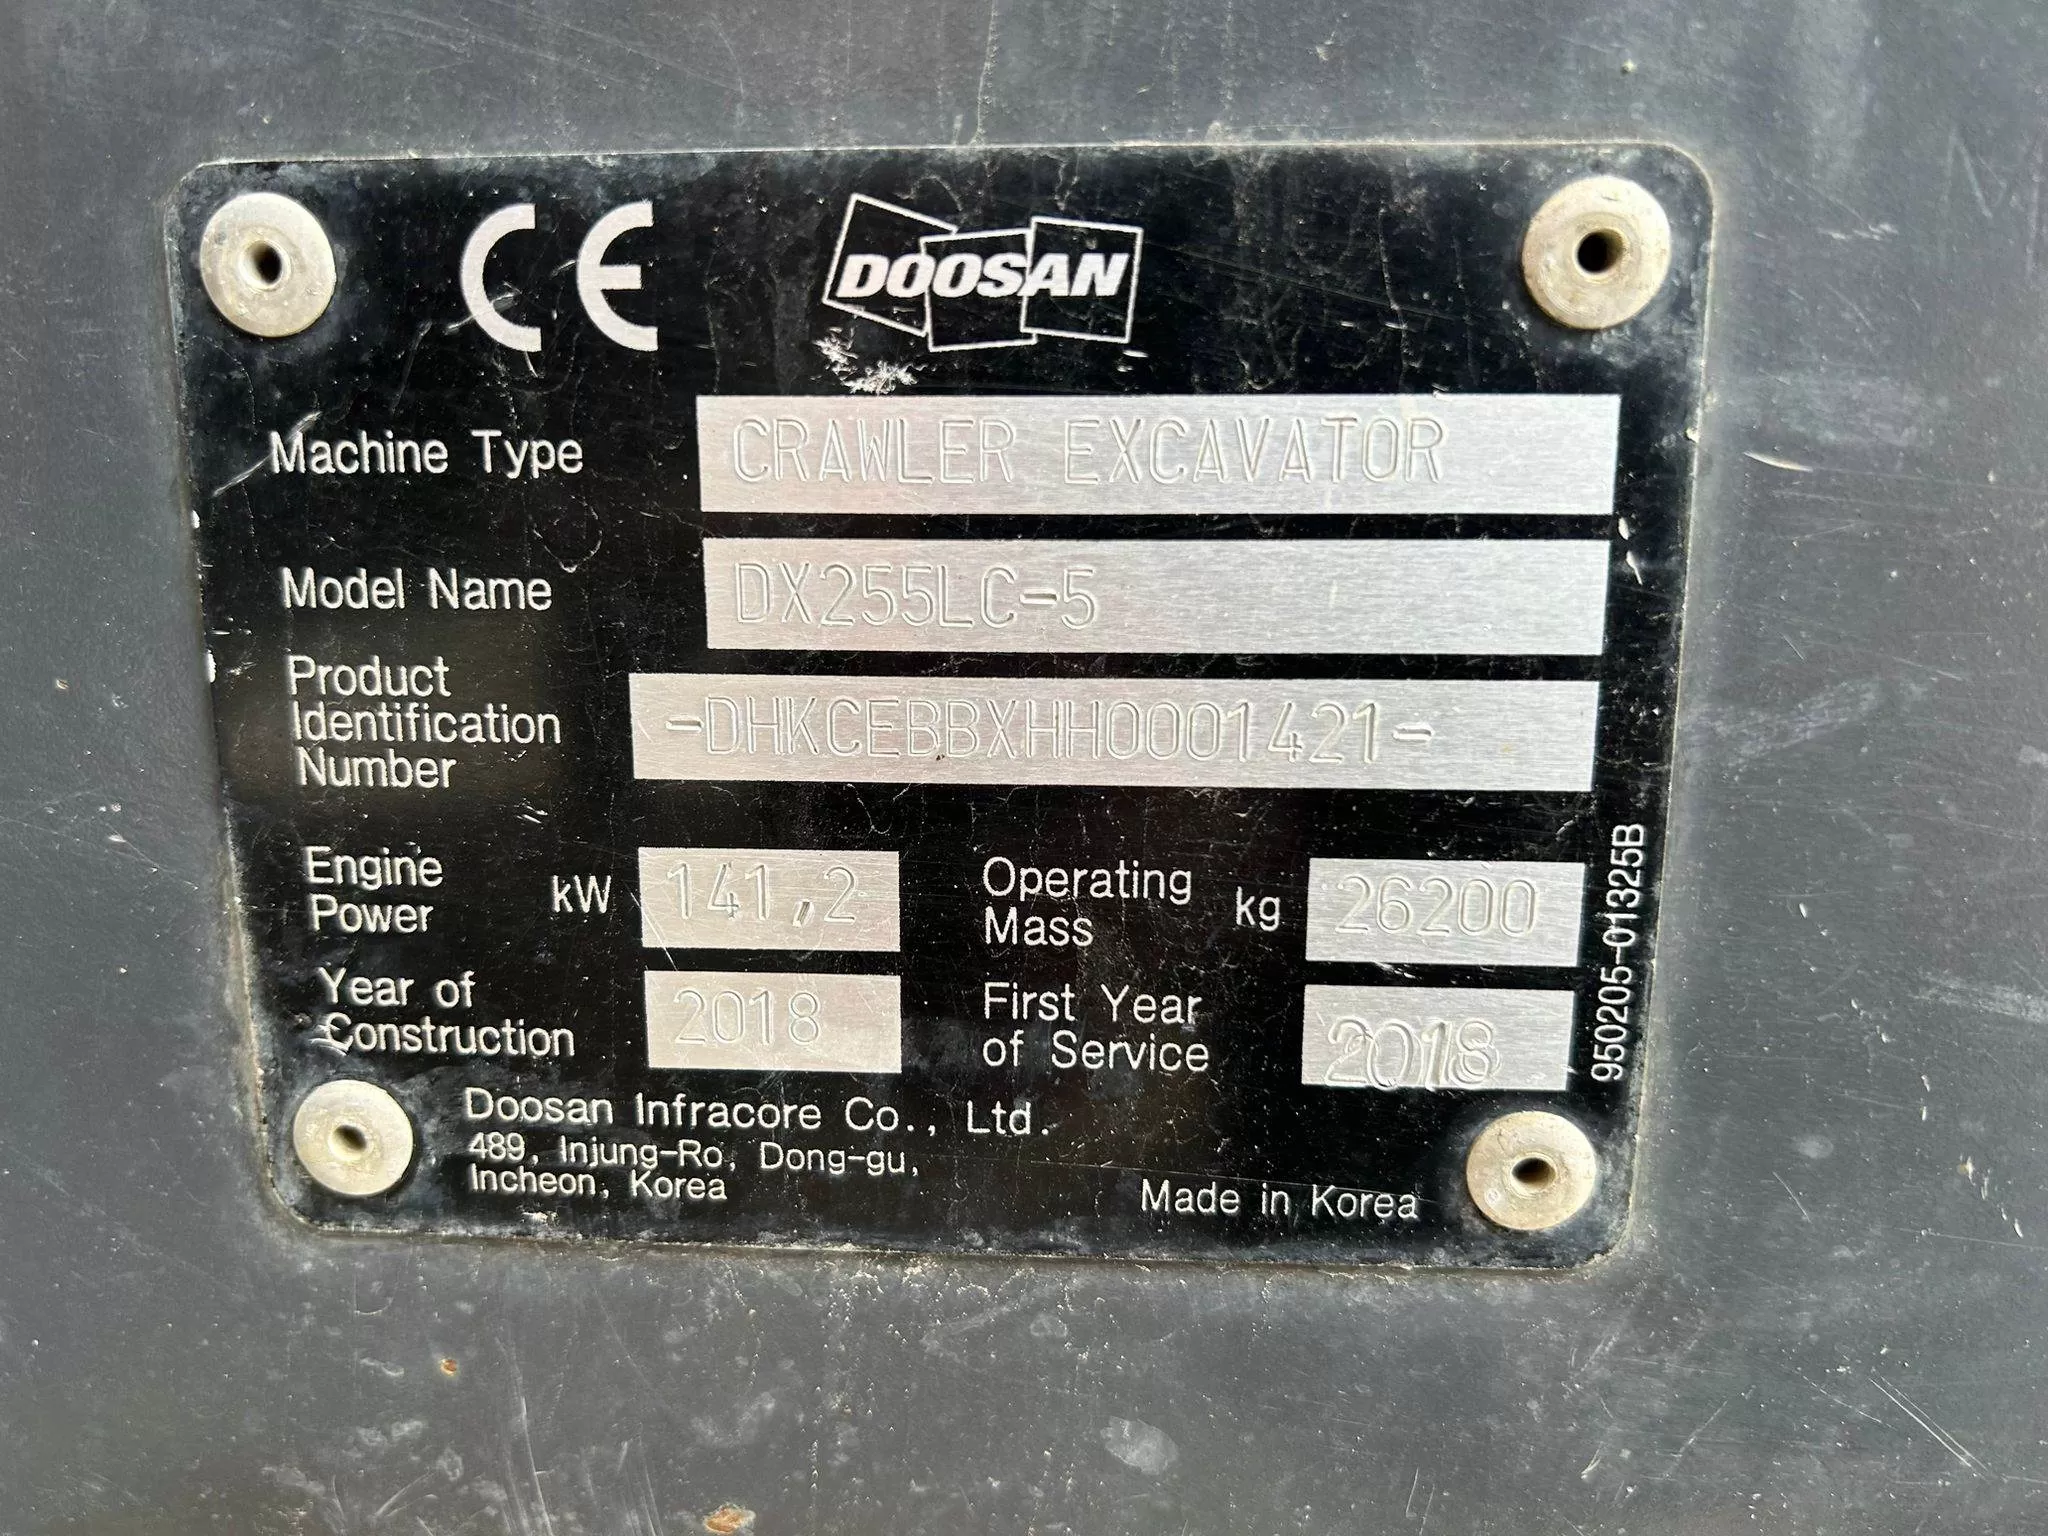 CE DOOSAN
Machine Type CRAWLER EXCAVATOR
Model Name DX255LC-5
Product
Identification
Number
-DHKCEBBXHH0001421-
Engine
Power
kW 141,2
Operating
Mass
kg 26200
Year of
Construction
2018
First Year
of Service
2018
Doosan Infracore Co., Ltd.
489, Injung-Ro, Dong-gu,
Incheon, Korea
Made in Korea
950205-01325B